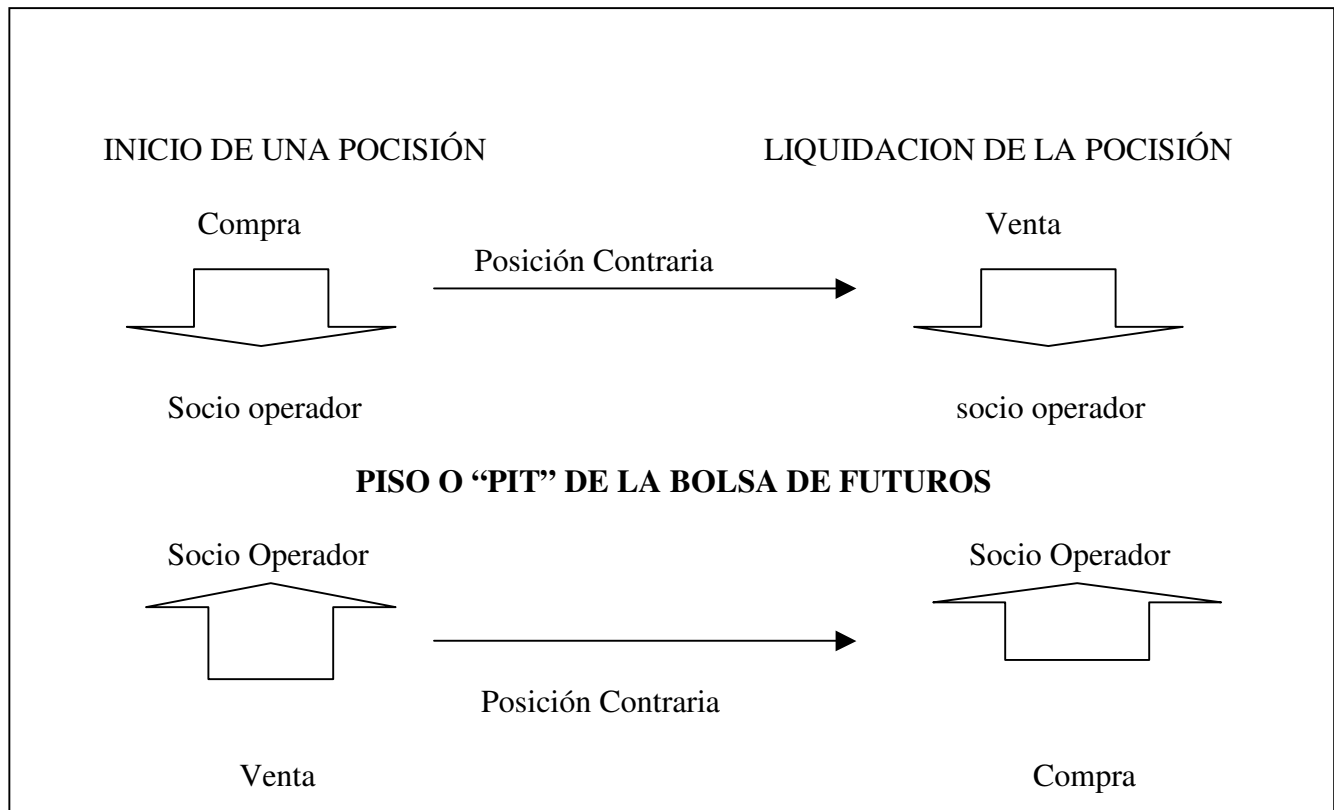 INICIO DE UNA POCISIÓN
LIQUIDACION DE LA POCISIÓN
Compra
Venta
Posición Contraria
Socio operador
socio operador
PISO O “PIT” DE LA BOLSA DE FUTUROS
Socio Operador
Socio Operador
Posición Contraria
Venta
Compra